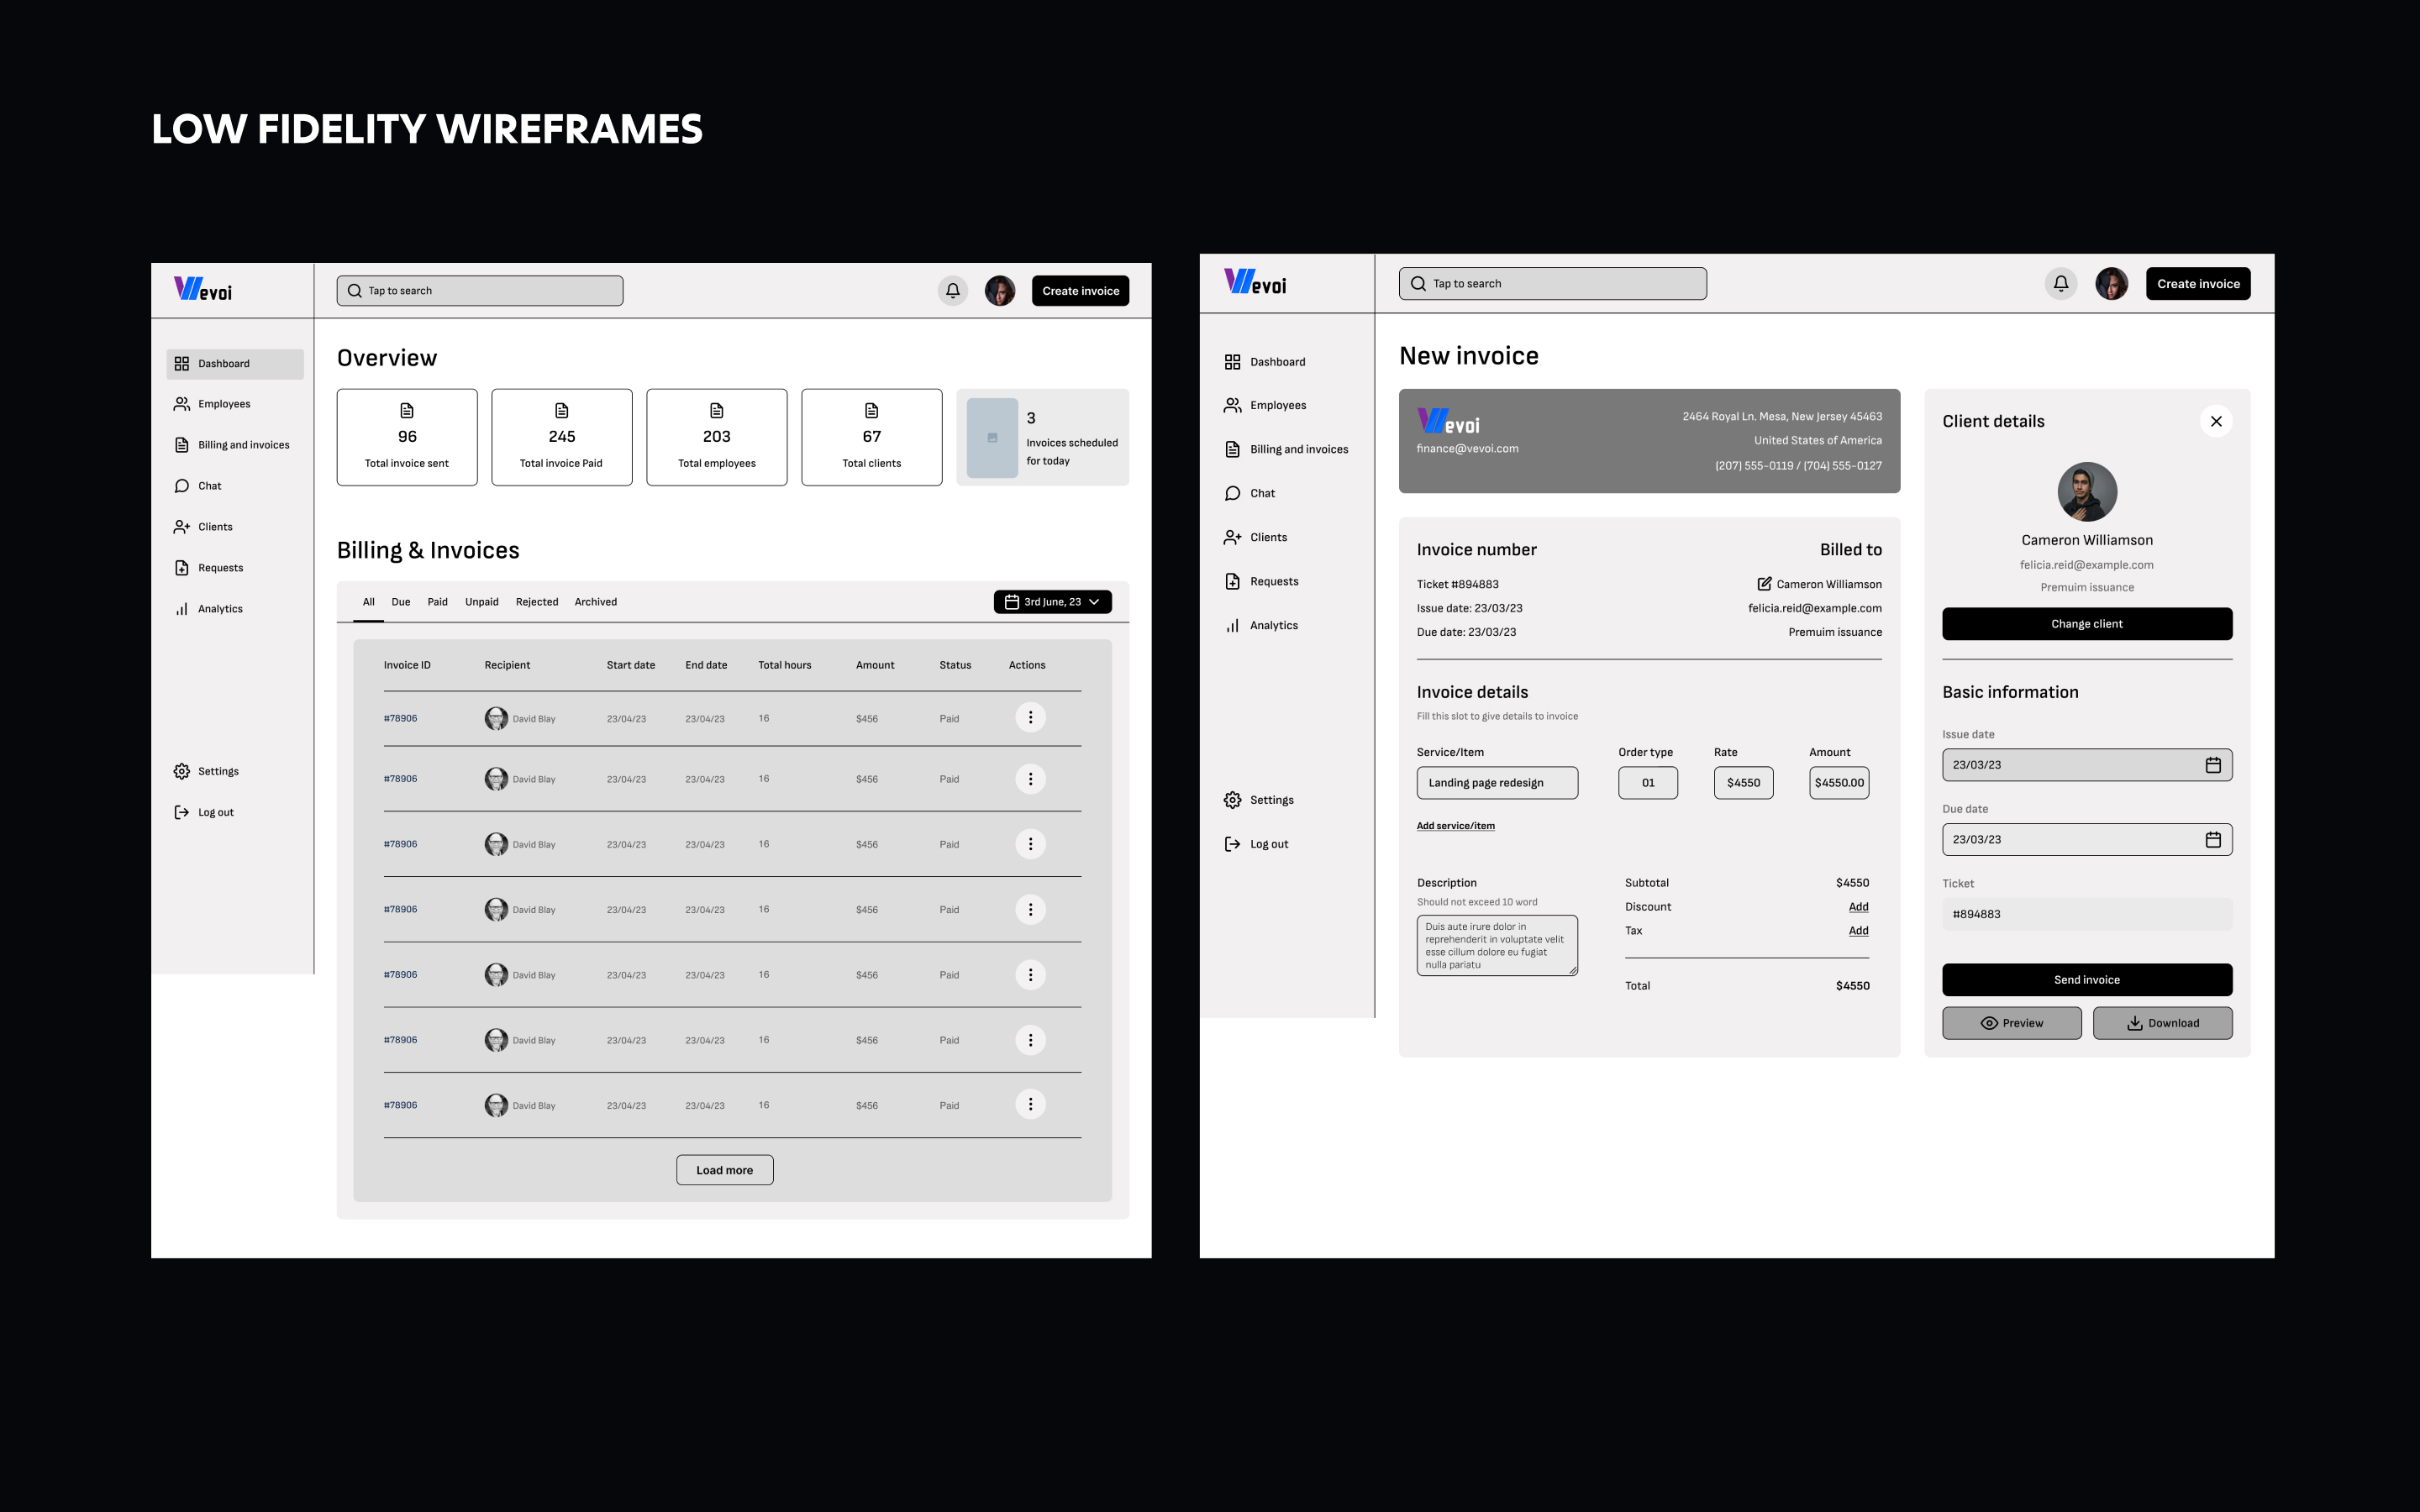 LOW FIDELITY WIREFRAMES
Vevoi
Tap to search
Create invoice
Dashboard
Employees
Billing and invoices
Chat
Clients
Requests
Analytics
Settings
Log out
Overview
96
Total invoice sent
245
Total invoice Paid
203
Total employees
67
Total clients
3
Invoices scheduled
for today
Billing & Invoices
All Due Paid Unpaid Rejected Archived
3rd June, 23
Invoice ID Recipient Start date End date Total hours Amount Status Actions
#78906 David Blay 23/04/23 23/04/23 16 $456 Paid
#78906 David Blay 23/04/23 23/04/23 16 $456 Paid
#78906 David Blay 23/04/23 23/04/23 16 $456 Paid
#78906 David Blay 23/04/23 23/04/23 16 $456 Paid
#78906 David Blay 23/04/23 23/04/23 16 $456 Paid
#78906 David Blay 23/04/23 23/04/23 16 $456 Paid
#78906 David Blay 23/04/23 23/04/23 16 $456 Paid
Load more
Vevoi
Tap to search
Create invoice
Dashboard
Employees
Billing and invoices
Chat
Clients
Requests
Analytics
Settings
Log out
New invoice
Vevoi
finance@vevoi.com
2464 Royal Ln. Mesa, New Jersey 45463
United States of America
(207) 555-0119 / (704) 555-0127
Invoice number
Ticket #894883
Issue date: 23/03/23
Due date: 23/03/23
Billed to
Cameron Williamson
felicia.reid@example.com
Premuim issuance
Invoice details
Fill this slot to give details to invoice
Service/Item Order type Rate Amount
Landing page redesign 01 $4550 $4550.00
Add service/item
Description
Should not exceed 10 word
Duis aute irure dolor in
reprehenderit in voluptate velit
esse cillum dolore eu fugiat
nulla pariatu
Subtotal $4550
Discount Add
Tax Add
Total $4550
Client details
Cameron Williamson
felicia.reid@example.com
Premuim issuance
Change client
Basic information
Issue date
23/03/23
Due date
23/03/23
Ticket
#894883
Send invoice
Preview
Download